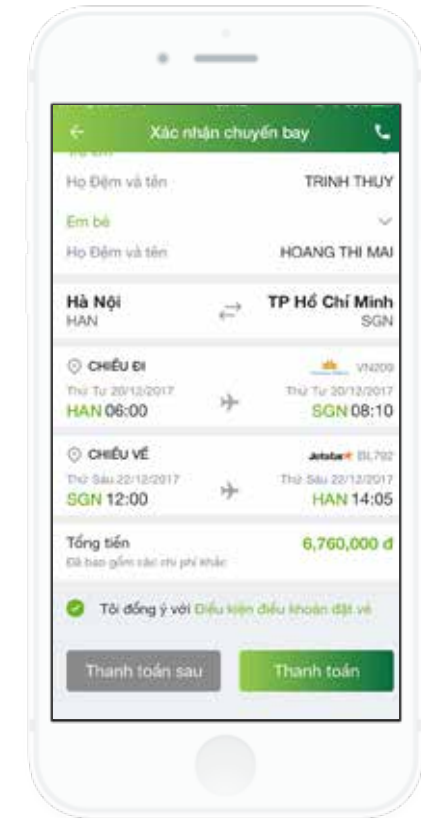 Xác nhận chuyến bay
Họ Đệm và tên TRINH THUY
Em bé
Họ Đệm và tên HOANG THI MAI
Hà Nội TP Hồ Chí Minh
HAN SGN
CHIỀU ĐI VN209
Thứ Tư 20/12/2017 Thứ Tư 20/12/2017
HAN 06:00 SGN 08:10
CHIỀU VỀ Jetstar BL792
Thứ Sáu 22/12/2017 Thứ Sáu 22/12/2017
SGN 12:00 HAN 14:05
Tổng tiền 6,760,000 đ
Đã bao gồm các chi phí khác
Tôi đồng ý với Điều kiện điều khoản đặt vé
Thanh toán sau Thanh toán